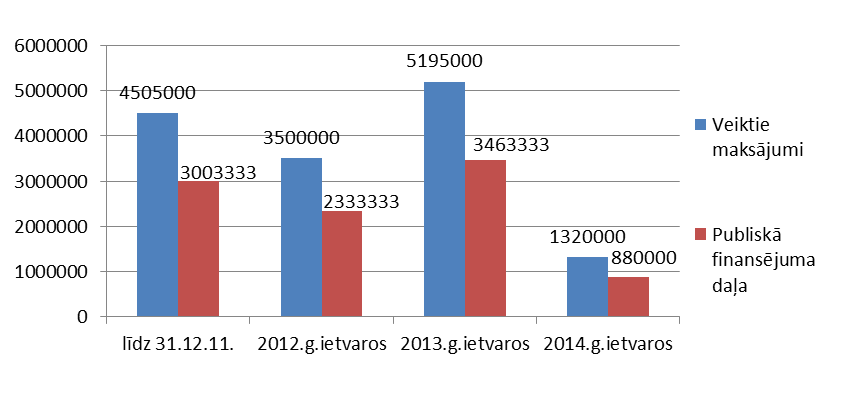 6000000
5000000
4000000
3000000
2000000
1000000
0
4505000
3003333
3500000
2333333
5195000
3463333
1320000
880000
līdz 31.12.11.
2012.g.ietvaros
2013.g.ietvaros
2014.g.ietvaros
Veiktie
maksājumi
Publiskā
finansējuma
daļa